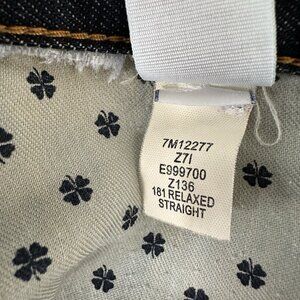 7M12277
Z7I
E999700
Z136
181 RELAXED
STRAIGHT